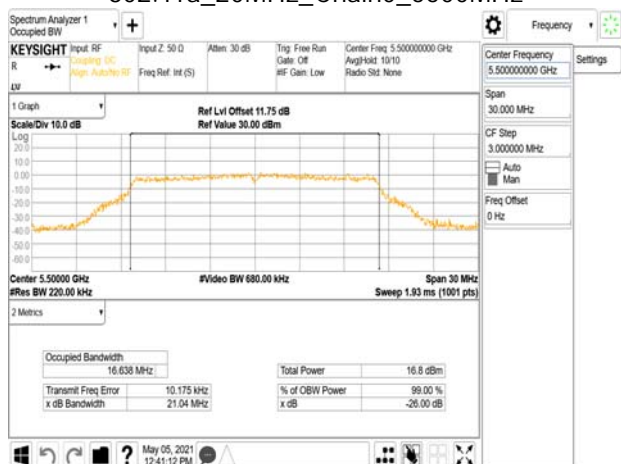 802.11a_20MHz_Chain0_5500MHz
Spectrum Analyzer 1
Occupied BW
Frequency
KEYSIGHT Input: RF Input Z: 50 Ω Atten: 30 dB Trig: Free Run Center Freq: 5.500000000 GHz
R Coupling: DC Gate: Off Avg|Hold: 10/10
Align: Auto/No RF Freq Ref: Int (S) #IF Gain: Low Radio Std: None
Center Frequency
5.500000000 GHz
Settings
Span
30.000 MHz
CF Step
3.000000 MHz
Auto
Man
Freq Offset
0 Hz
1 Graph
Ref Lvl Offset 11.75 dB
Scale/Div 10.0 dB Ref Value 30.00 dBm
Log
20.0
10.0
0.00
-10.0
-20.0
-30.0
-40.0
-50.0
-60.0
Center 5.50000 GHz #Video BW 680.00 kHz Span 30 MHz
#Res BW 220.00 kHz Sweep 1.93 ms (1001 pts)
2 Metrics
Occupied Bandwidth
16.638 MHz Total Power 16.8 dBm
Transmit Freq Error 10.175 kHz % of OBW Power 99.00 %
x dB Bandwidth 21.04 MHz x dB -26.00 dB
May 05, 2021
12:41:12 PM